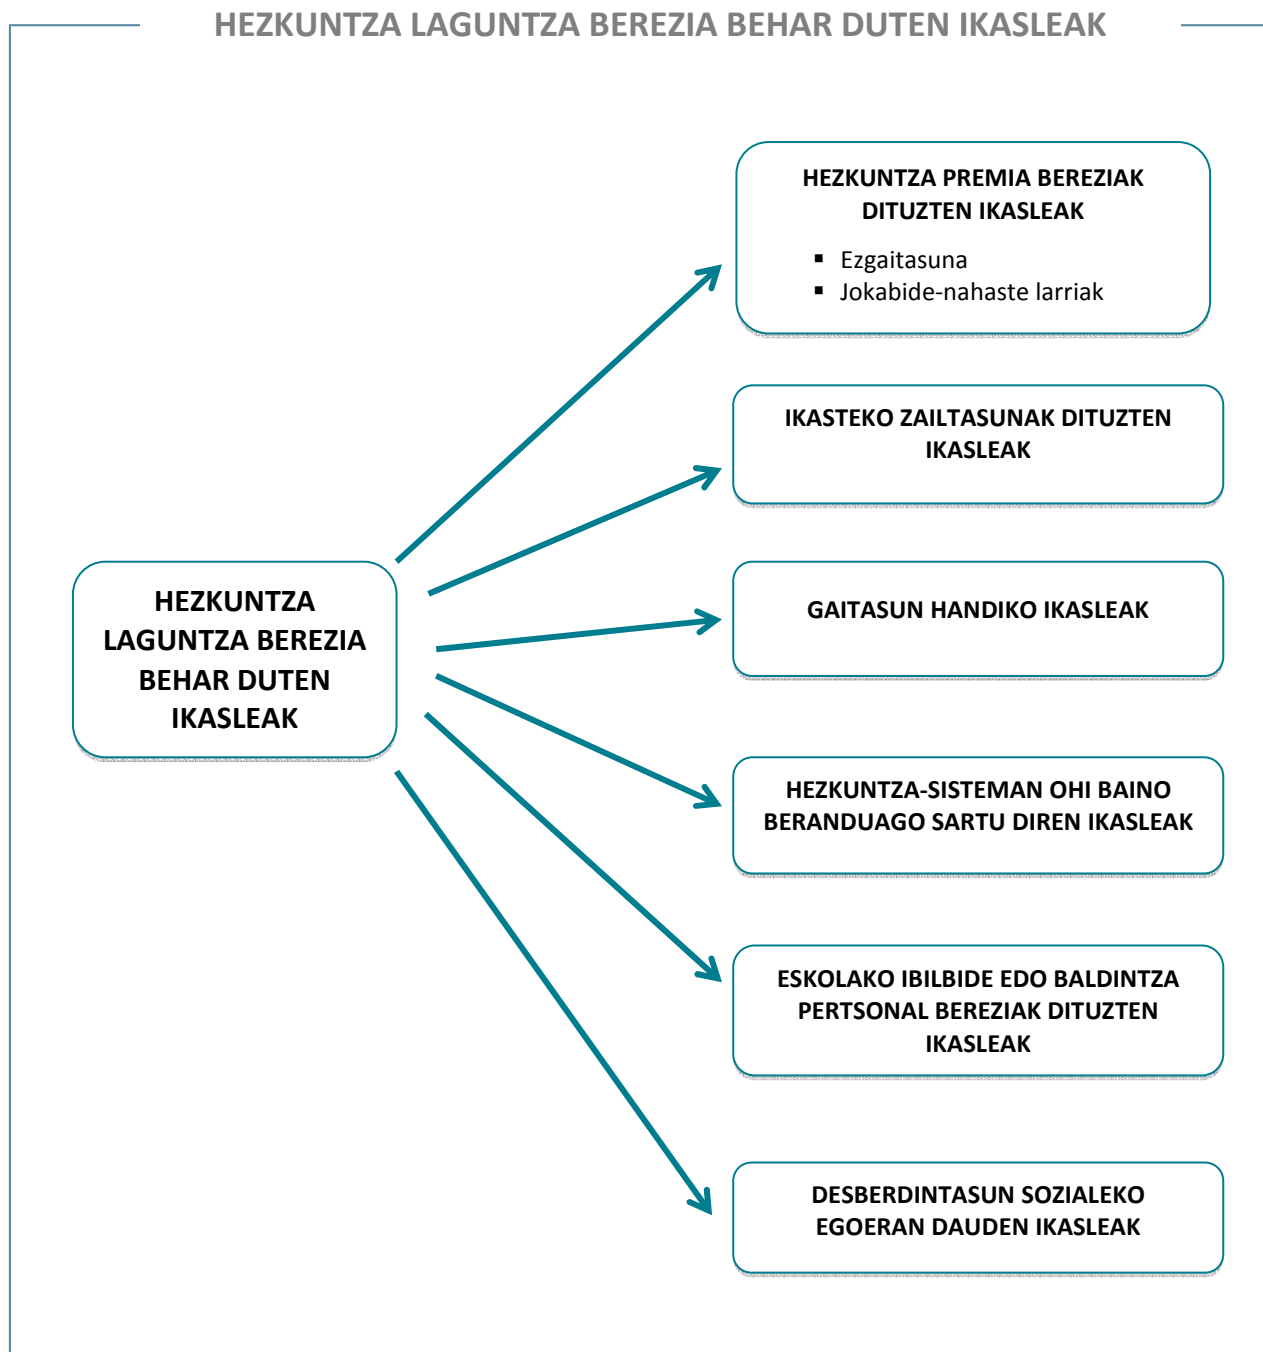 HEZKUNTZA LAGUNTZA BEREZIA BEHAR DUTEN IKASLEAK
HEZKUNTZA PREMIA BEREZIAK
DITUZTEN IKASLEAK
▪ Ezgaitasuna
▪ Jokabide-nahaste larriak
IKASTEKO ZAILTASUNAK DITUZTEN
IKASLEAK
GAITASUN HANDIKO IKASLEAK
HEZKUNTZA
LAGUNTZA BEREZIA
BEHAR DUTEN
IKASLEAK
HEZKUNTZA-SISTEMAN OHI BAINO
BERANDUAGO SARTU DIREN IKASLEAK
ESKOLAKO IBILBIDE EDO BALDINTZA
PERTSONAL BEREZIAK DITUZTEN
IKASLEAK
DESBERDINTASUN SOZIALEKO
EGOERAN DAUDEN IKASLEAK